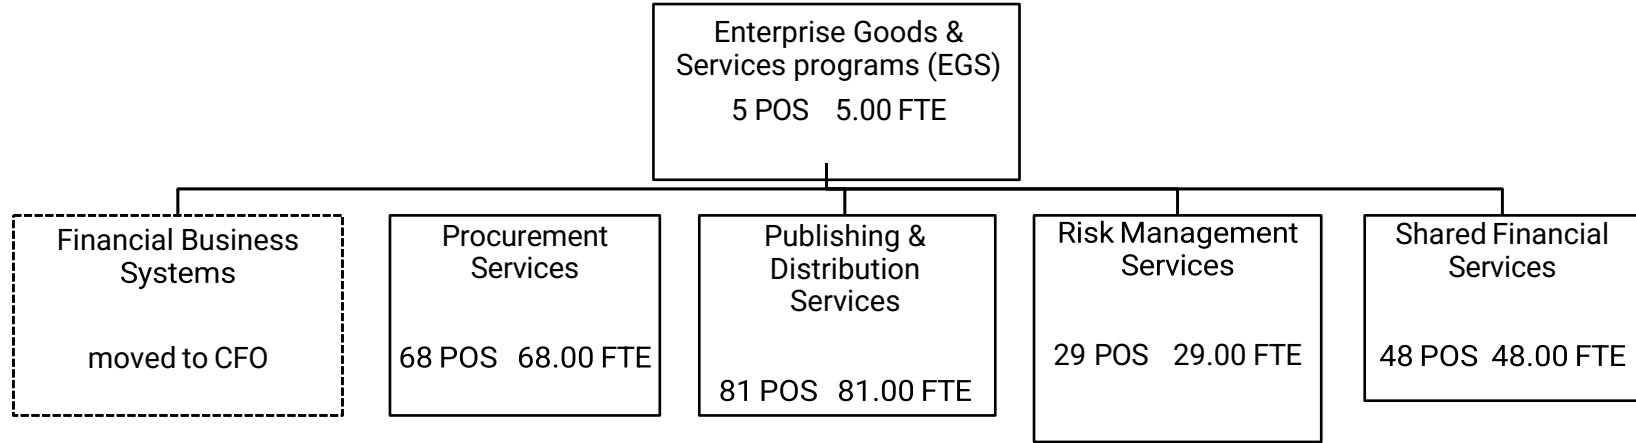 Enterprise Goods &
Services programs (EGS)
5 POS 5.00 FTE
Financial Business
Systems
moved to CFO
Procurement
Services
68 POS 68.00 FTE
Publishing &
Distribution
Services
81 POS 81.00 FTE
Risk Management
Services
29 POS 29.00 FTE
Shared Financial
Services
48 POS 48.00 FTE